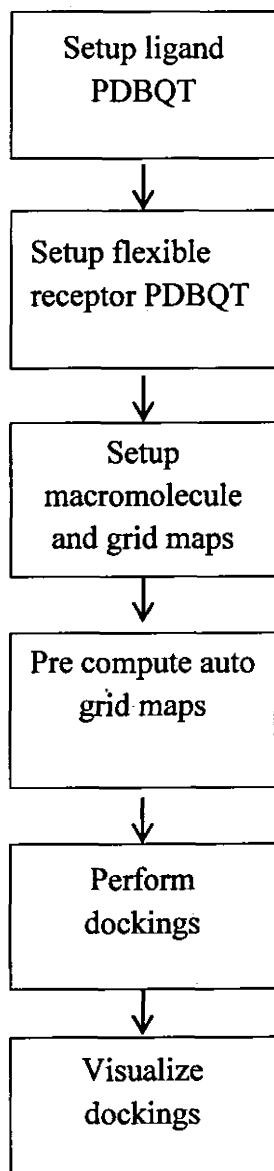 Setup ligand
PDBQT
Setup flexible
receptor PDBQT
Setup
macromolecule
and grid maps
Pre compute auto
grid maps
Perform
dockings
Visualize
dockings